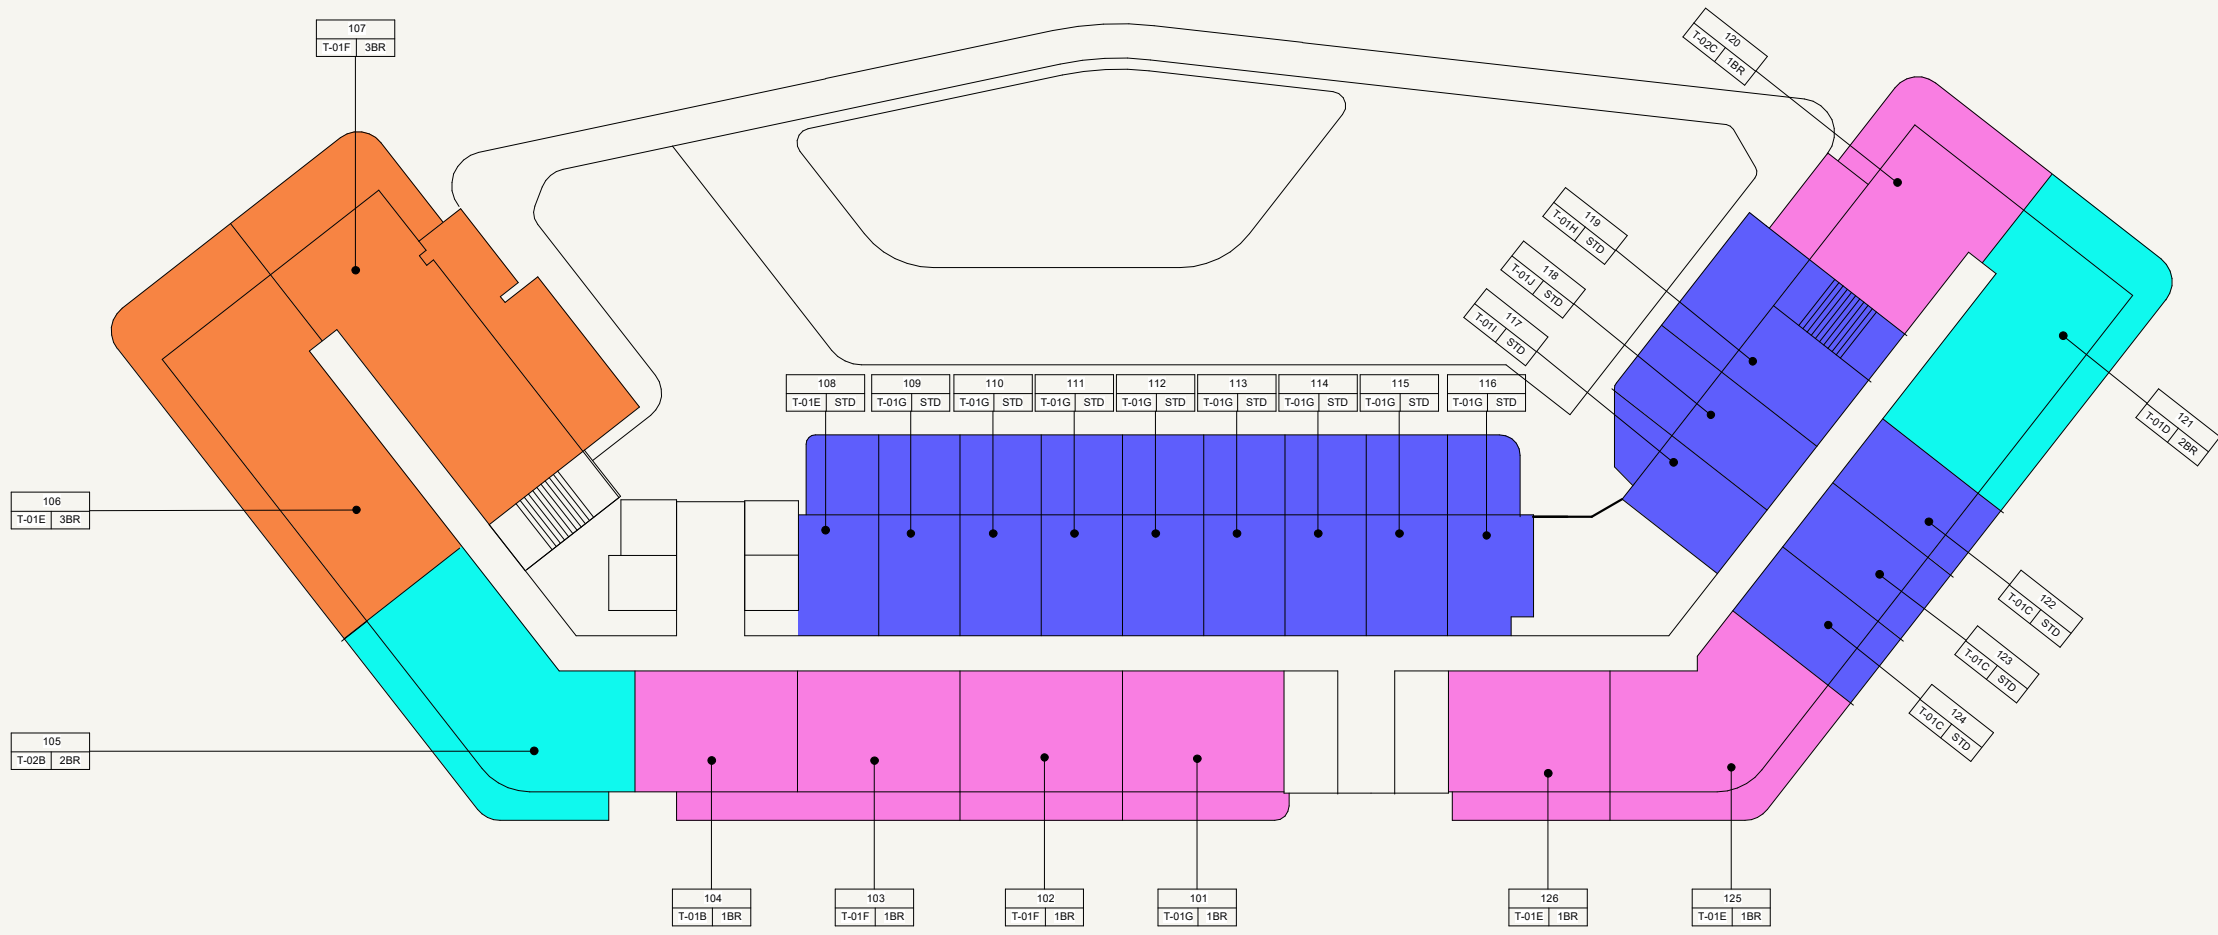 107
T-01F 3BR
120
T-02C 1BR
119
T-01H STD
118
T-01J STD
117
T-01I STD
108
T-01E STD
109
T-01G STD
110
T-01G STD
111
T-01G STD
112
T-01G STD
113
T-01G STD
114
T-01G STD
115
T-01G STD
116
T-01G STD
121
T-01D 2BR
106
T-01E 3BR
122
T-01C STD
123
T-01C STD
124
T-01C STD
105
T-02B 2BR
104
T-01B 1BR
103
T-01F 1BR
102
T-01F 1BR
101
T-01G 1BR
126
T-01E 1BR
125
T-01E 1BR